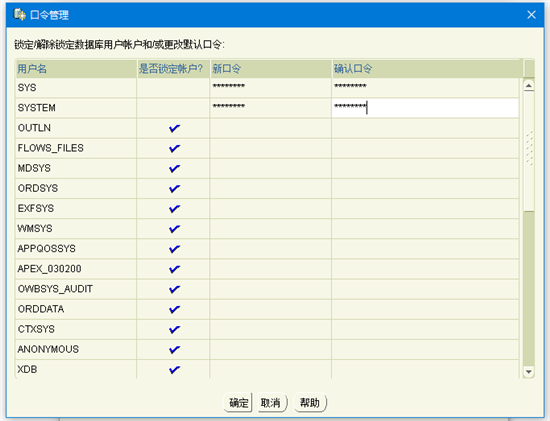 口令管理
锁定/解除锁定数据库用户帐户和/或更改默认口令:
用户名 是否锁定帐户? 新口令 确认口令
SYS ******** ********
SYSTEM ******** ********
OUTLN
FLOWS_FILES
MDSYS
ORDSYS
EXFSYS
WMSYS
APPQOSSYS
APEX_030200
OWBSYS_AUDIT
ORDDATA
CTXSYS
ANONYMOUS
XDB
确定 取消 帮助